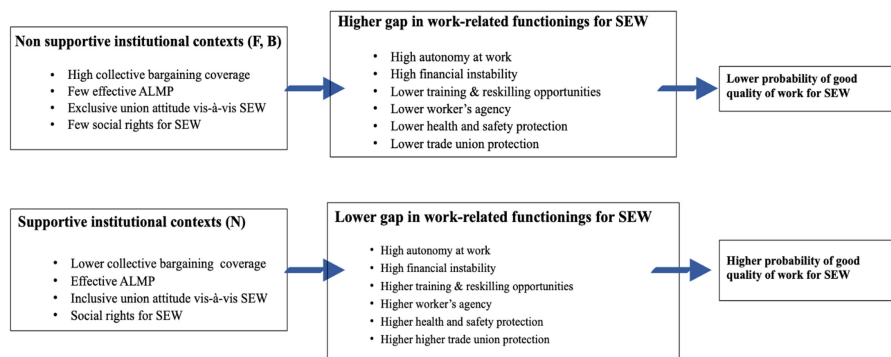 Non supportive institutional contexts (F, B)
• High collective bargaining coverage
• Few effective ALMP
• Exclusive union attitude vis-à-vis SEW
• Few social rights for SEW
Higher gap in work-related functionings for SEW
• High autonomy at work
• High financial instability
• Lower training & reskilling opportunities
• Lower worker's agency
• Lower health and safety protection
• Lower trade union protection
Lower probability of good
quality of work for SEW
Supportive institutional contexts (N)
• Lower collective bargaining coverage
• Effective ALMP
• Inclusive union attitude vis-à-vis SEW
• Social rights for SEW
Lower gap in work-related functionings for SEW
• High autonomy at work
• High financial instability
• Higher training & reskilling opportunities
• Higher worker's agency
• Higher health and safety protection
• Higher higher trade union protection
Higher probability of good
quality of work for SEW